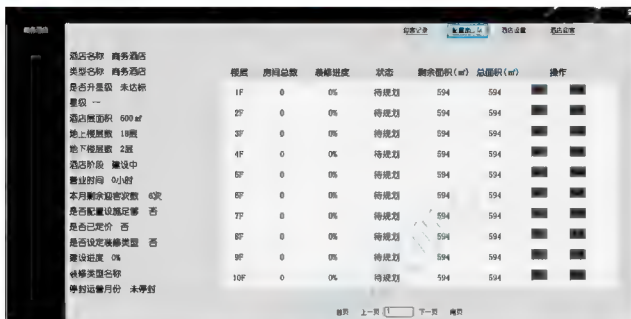 配置
酒店设置
酒店名称 商务酒店
类型名称 商务酒店
是否升星级 未达标
星级 --
酒店层面积 600㎡
地上楼层数 18层
地下楼层数 2层
酒店阶段 建设中
营业时间 0小时
本月剩余迎客次数 6次
是否配置设施足够 否
是否已定价 否
是否设定装修类型 否
建设进度 0%
装修类型名称
停封运营月份 未停封
楼层 房间总数 装修进度 状态 剩余面积(㎡) 总面积(㎡) 操作
1F 0 0% 待规划 594 594
2F 0 0% 待规划 594 594
3F 0 0% 待规划 594 594
4F 0 0% 待规划 594 594
5F 0 0% 待规划 594 594
6F 0 0% 待规划 594 594
7F 0 0% 待规划 594 594
8F 0 0% 待规划 594 594
9F 0 0% 待规划 594 594
10F 0 0% 待规划 594 594
首页 上一页 1 下一页 尾页